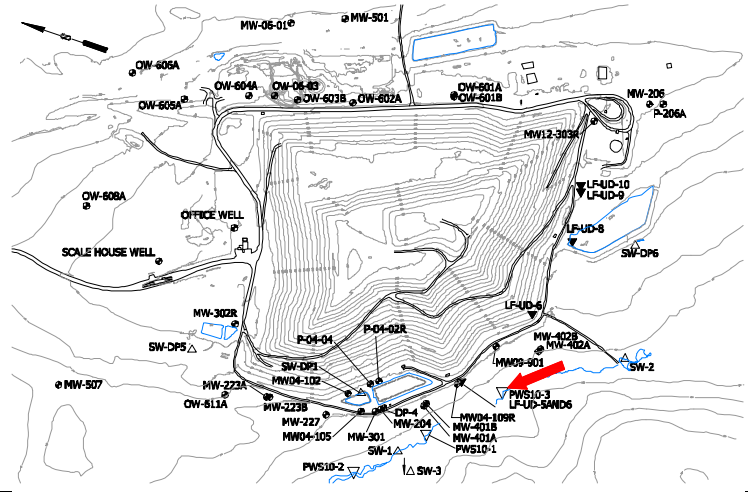 MW-06-01
MW-501
OW-606A
OW-604A
OW-06-03
OW-601A
OW-601B
OW-605A
OW-603B
OW-602A
MW-206
P-206A
MW12-303R
LF-UD-10
LF-UD-9
OW-608A
OFFICE WELL
LF-UD-8
SCALE HOUSE WELL
SW-DP6
LF-UD-6
MW-302R
P-04-02R
P-04-04
MW-402B
MW-402A
SW-DP5
SW-DP1
MW09-901
SW-2
MW04-102
MW-507
MW-223A
PWS10-3
OW-611A
MW-223B
LF-UD-5AND6
MW-227
DP-4
MW04-109R
MW-204
MW-401B
MW04-105
MW-301
MW-401A
SW-1
PWS10-1
PWS10-2
SW-3